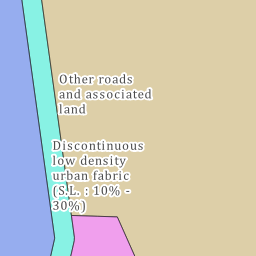 Other roads
and associated
land
Discontinuous
low density
urban fabric
(S.L. : 10% -
30%)